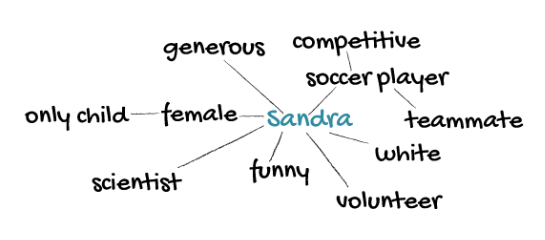 generous
competitive
soccer player
only child
female
Sandra
teammate
white
scientist
funny
volunteer